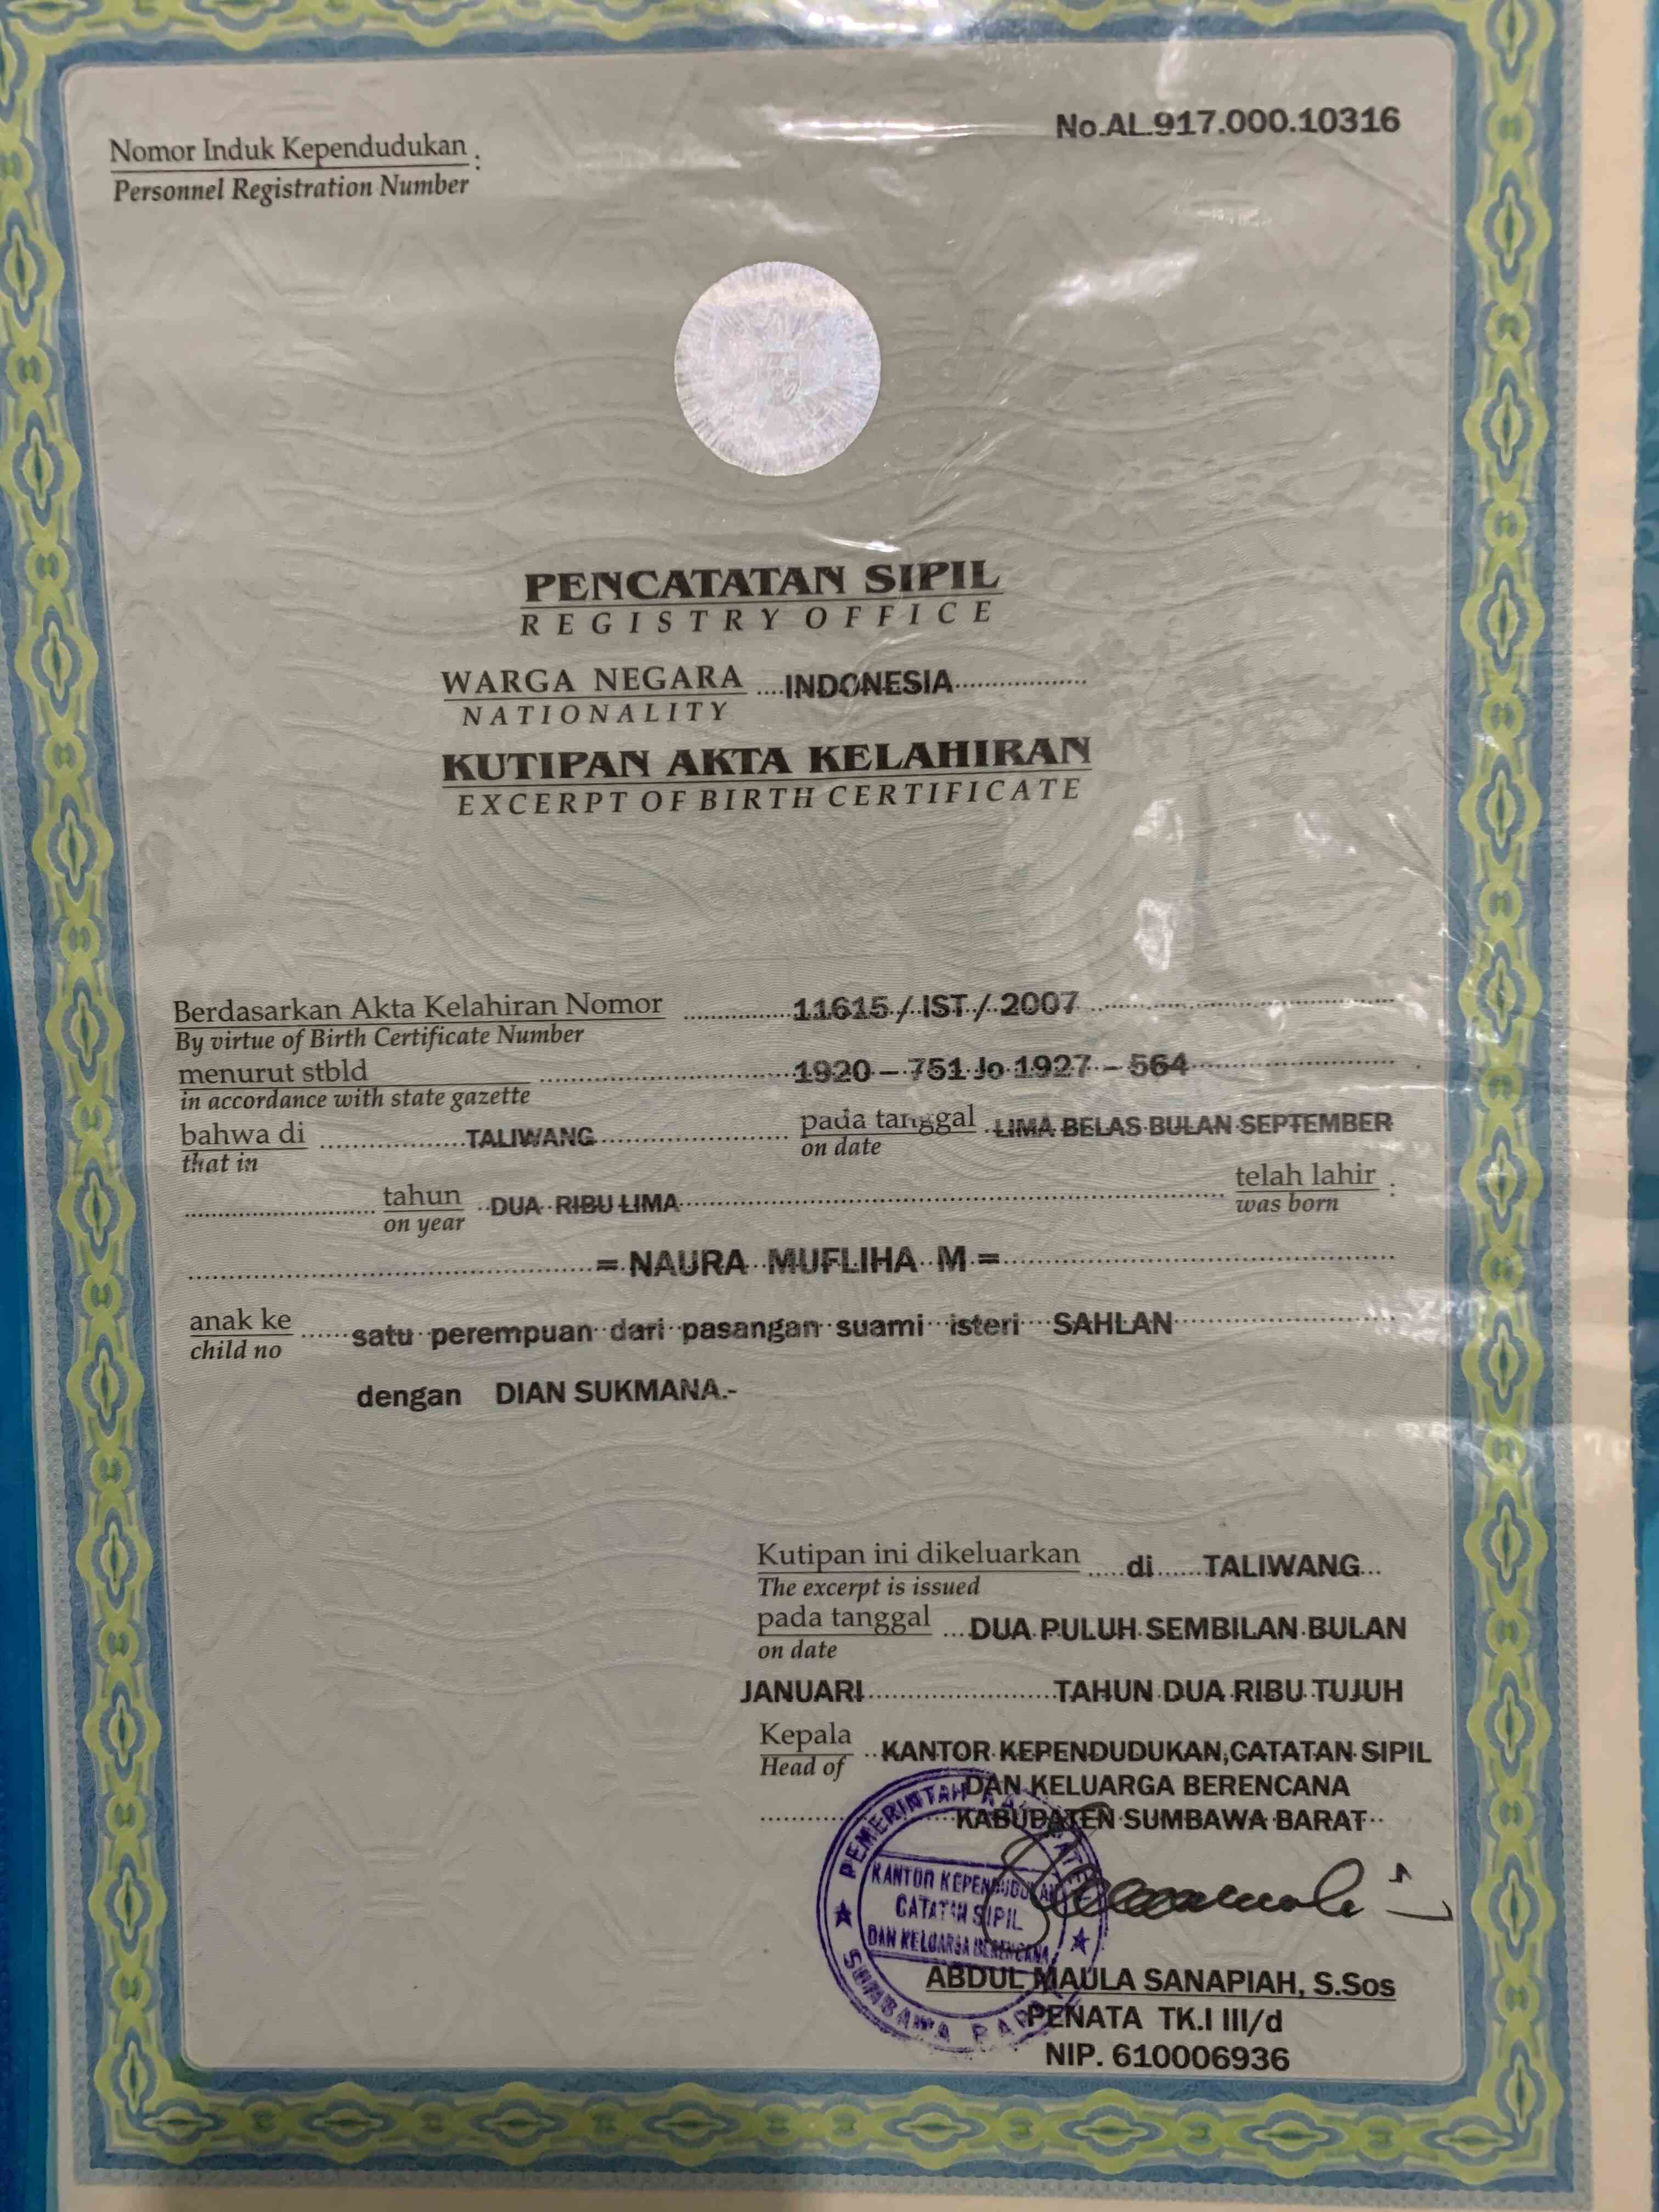 No.AL.917.000.10316
Nomor Induk Kependudukan :
Personnel Registration Number
PENCATATAN SIPIL
REGISTRY OFFICE
WARGA NEGARA ....INDONESIA
NATIONALITY
KUTIPAN AKTA KELAHIRAN
EXCERPT OF BIRTH CERTIFICATE
Berdasarkan Akta Kelahiran Nomor 11615 / IST / 2007
By virtue of Birth Certificate Number
menurut stbld 1920 – 751 Jo 1927 – 564
in accordance with state gazette
bahwa di TALIWANG pada tanggal LIMA BELAS BULAN SEPTEMBER
that in on date
tahun DUA RIBU LIMA telah lahir :
on year was born
= NAURA MUFLIHA M =
anak ke satu perempuan dari pasangan suami isteri SAHLAN
child no
dengan DIAN SUKMANA.-
Kutipan ini dikeluarkan di TALIWANG
The excerpt is issued
pada tanggal DUA PULUH SEMBILAN BULAN
on date
JANUARI TAHUN DUA RIBU TUJUH
Kepala KANTOR KEPENDUDUKAN,CATATAN SIPIL
Head of
DAN KELUARGA BERENCANA
KABUPATEN SUMBAWA BARAT
PEMERINTAH KABUPATEN
KANTOR KEPENDUDUKAN
CATATAN SIPIL
DAN KELUARGA BERENCANA
SUMBAWA BARAT
ABDUL MAULA SANAPIAH, S.Sos
PENATA TK.I III/d
NIP. 610006936